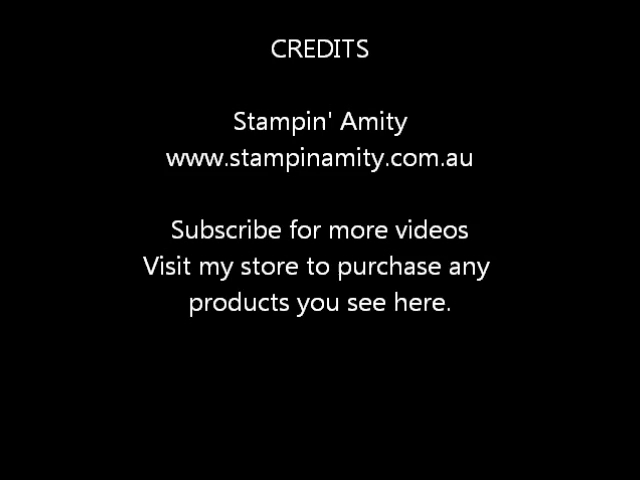 CREDITS
Stampin' Amity
www.stampinamity.com.au
Subscribe for more videos
Visit my store to purchase any
products you see here.